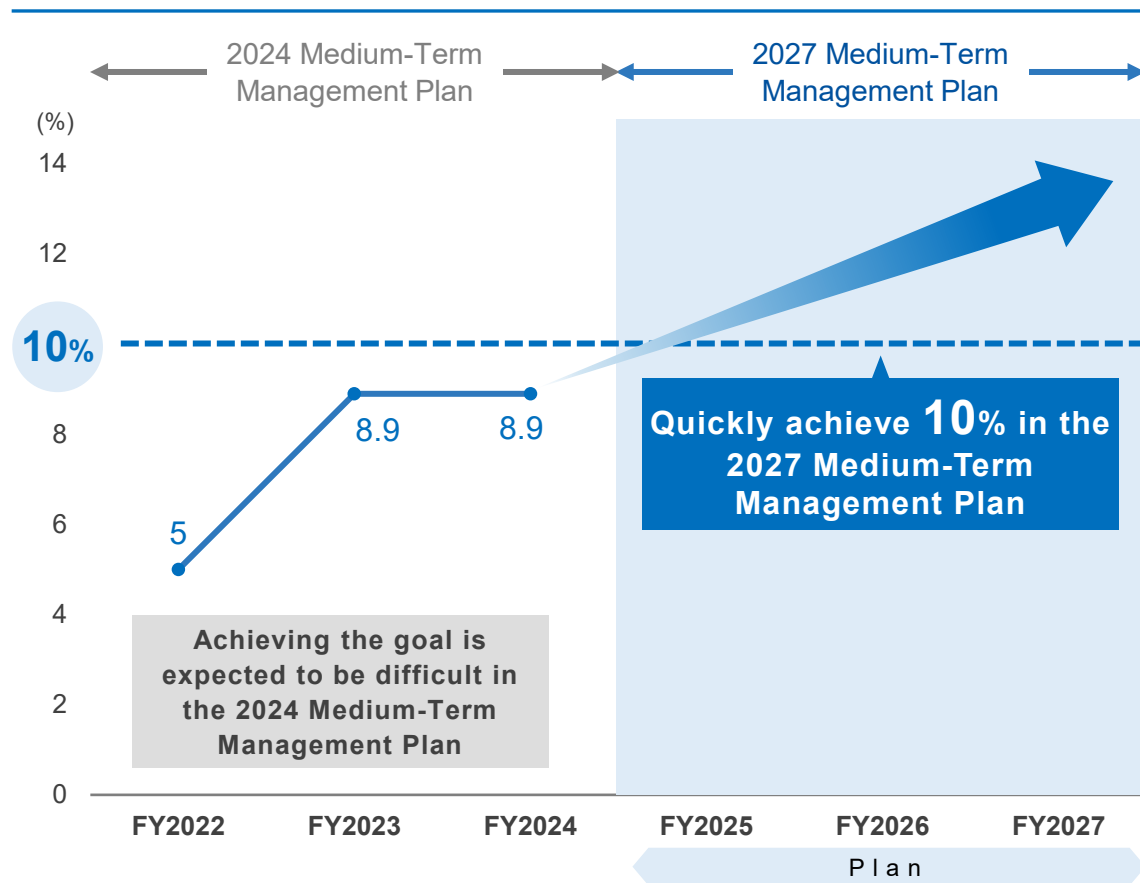 2024 Medium-Term
Management Plan
2027 Medium-Term
Management Plan
(%)
14
12
10%
8
6
4
2
0
5
8.9
8.9
Quickly achieve 10% in the
2027 Medium-Term
Management Plan
Achieving the goal is
expected to be difficult in
the 2024 Medium-Term
Management Plan
FY2022
FY2023
FY2024
FY2025
FY2026
FY2027
Plan